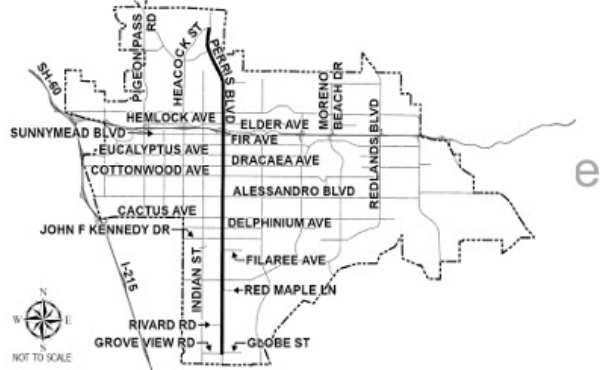 PIGEON PASS
RD
HEACOCK ST
PERRIS BLVD
SH-60
MORENO
BEACH DR
REDLANDS BLVD
HEMLOCK AVE
ELDER AVE
SUNNYMEAD BLVD
FIR AVE
EUCALYPTUS AVE
DRACAEA AVE
COTTONWOOD AVE
e
ALESSANDRO BLVD
CACTUS AVE
DELPHINIUM AVE
JOHN F KENNEDY DR
INDIAN ST
FILAREE AVE
I-215
RED MAPLE LN
N
W E
S
NOT TO SCALE
RIVARD RD
GROVE VIEW RD
GLOBE ST